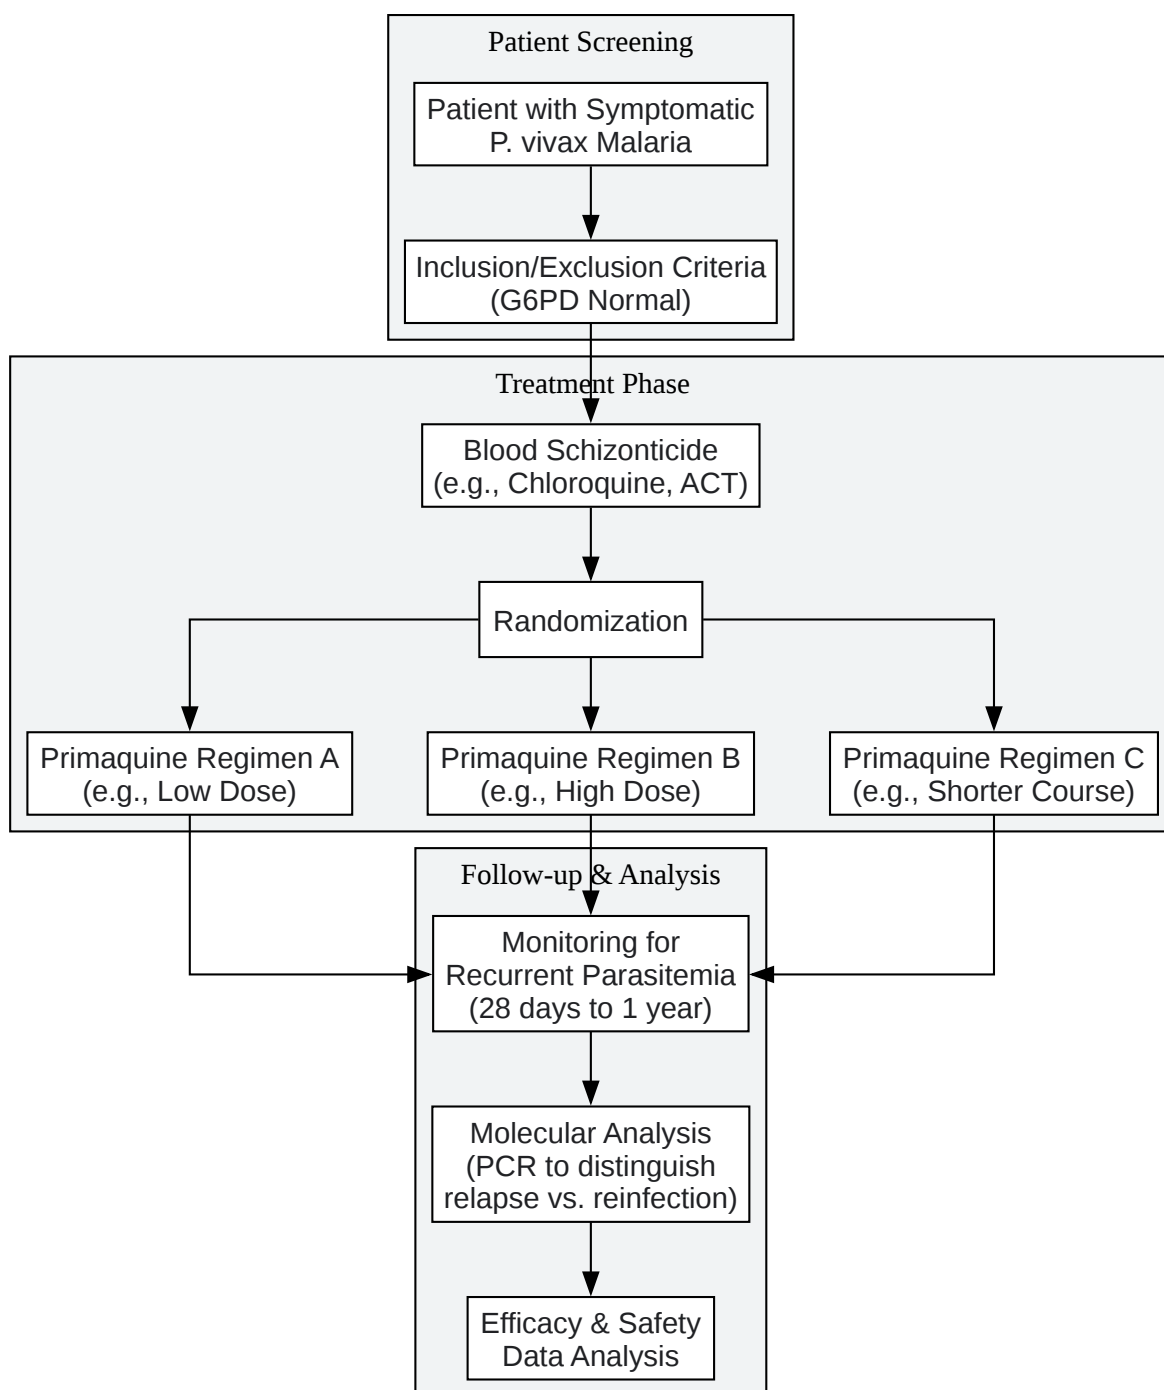 Patient Screening
Patient with Symptomatic
P. vivax Malaria
Inclusion/Exclusion Criteria
(G6PD Normal)
Treatment Phase
Blood Schizonticide
(e.g., Chloroquine, ACT)
Randomization
Primaquine Regimen A
(e.g., Low Dose)
Primaquine Regimen B
(e.g., High Dose)
Primaquine Regimen C
(e.g., Shorter Course)
Follow-up & Analysis
Monitoring for
Recurrent Parasitemia
(28 days to 1 year)
Molecular Analysis
(PCR to distinguish
relapse vs. reinfection)
Efficacy & Safety
Data Analysis